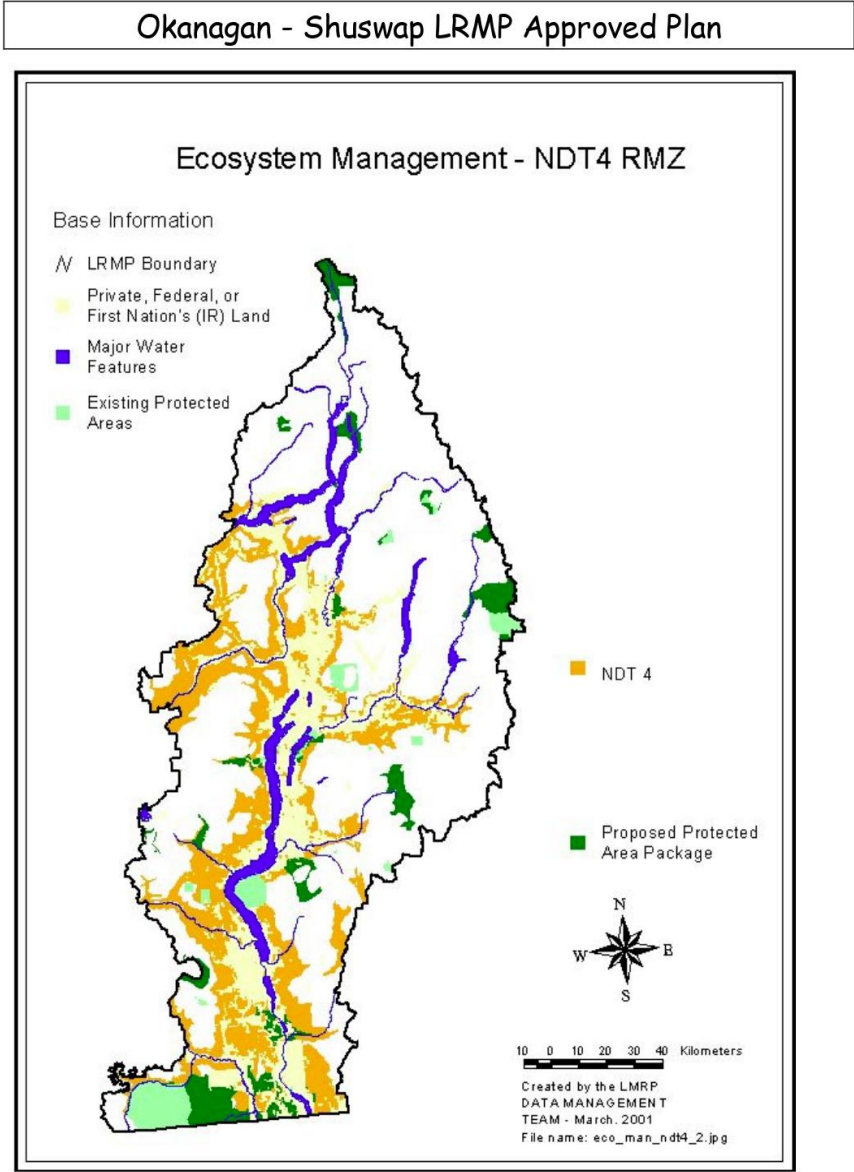 Okanagan - Shuswap LRMP Approved Plan
Ecosystem Management - NDT4 RMZ
Base Information
LRMP Boundary
Private, Federal, or
First Nation's (IR) Land
Major Water
Features
Existing Protected
Areas
NDT 4
Proposed Protected
Area Package
N
W E
S
10 0 10 20 30 40 Kilometers
Created by the LMRP
DATA MANAGEMENT
TEAM - March. 2001
File name: eco_man_ndt4_2.jpg